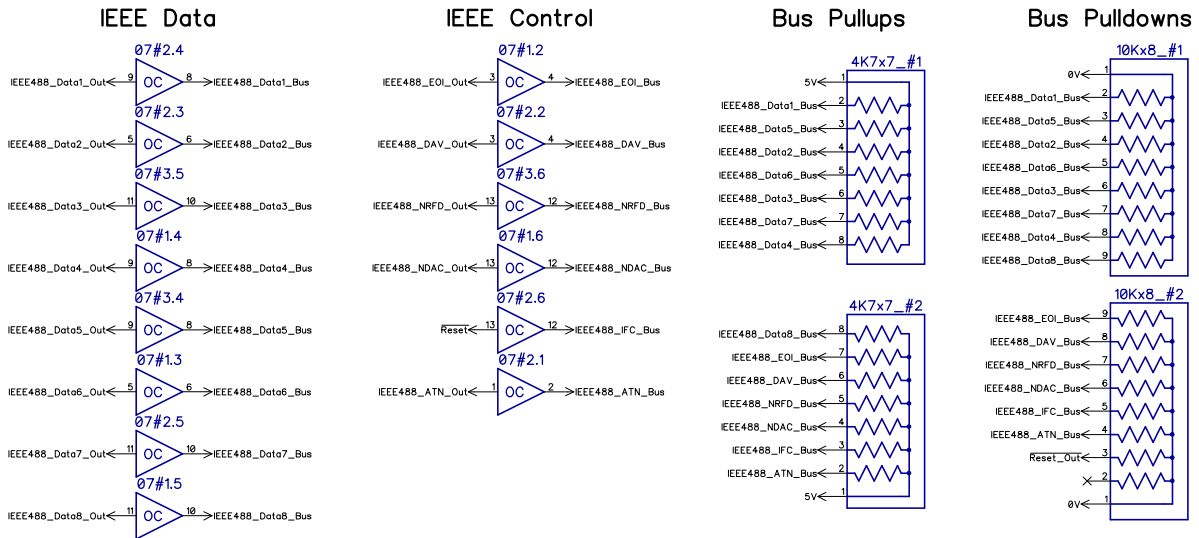 IEEE Data
07#2.4
IEEE488_Data1_Out 9 OC 8 IEEE488_Data1_Bus
07#2.3
IEEE488_Data2_Out 5 OC 6 IEEE488_Data2_Bus
07#3.5
IEEE488_Data3_Out 11 OC 10 IEEE488_Data3_Bus
07#1.4
IEEE488_Data4_Out 9 OC 8 IEEE488_Data4_Bus
07#3.4
IEEE488_Data5_Out 9 OC 8 IEEE488_Data5_Bus
07#1.3
IEEE488_Data6_Out 5 OC 6 IEEE488_Data6_Bus
07#2.5
IEEE488_Data7_Out 11 OC 10 IEEE488_Data7_Bus
07#1.5
IEEE488_Data8_Out 11 OC 10 IEEE488_Data8_Bus
IEEE Control
07#1.2
IEEE488_EOI_Out 3 OC 4 IEEE488_EOI_Bus
07#2.2
IEEE488_DAV_Out 3 OC 4 IEEE488_DAV_Bus
07#3.6
IEEE488_NRFD_Out 13 OC 12 IEEE488_NRFD_Bus
07#1.6
IEEE488_NDAC_Out 13 OC 12 IEEE488_NDAC_Bus
07#2.6
Reset 13 OC 12 IEEE488_IFC_Bus
07#2.1
IEEE488_ATN_Out 1 OC 2 IEEE488_ATN_Bus
Bus Pullups
4K7x7_#1
5V 1
IEEE488_Data1_Bus 2
IEEE488_Data5_Bus 3
IEEE488_Data2_Bus 4
IEEE488_Data6_Bus 5
IEEE488_Data3_Bus 6
IEEE488_Data7_Bus 7
IEEE488_Data4_Bus 8
4K7x7_#2
IEEE488_Data8_Bus 8
IEEE488_EOI_Bus 7
IEEE488_DAV_Bus 6
IEEE488_NRFD_Bus 5
IEEE488_NDAC_Bus 4
IEEE488_IFC_Bus 3
IEEE488_ATN_Bus 2
5V 1
Bus Pulldowns
10Kx8_#1
0V 1
IEEE488_Data1_Bus 2
IEEE488_Data5_Bus 3
IEEE488_Data2_Bus 4
IEEE488_Data6_Bus 5
IEEE488_Data3_Bus 6
IEEE488_Data7_Bus 7
IEEE488_Data4_Bus 8
IEEE488_Data8_Bus 9
10Kx8_#2
IEEE488_EOI_Bus 9
IEEE488_DAV_Bus 8
IEEE488_NRFD_Bus 7
IEEE488_NDAC_Bus 6
IEEE488_IFC_Bus 5
IEEE488_ATN_Bus 4
Reset_Out 3
2
0V 1